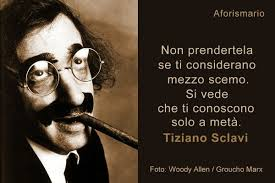 Aforismario
Non prendertela
se ti considerano
mezzo scemo.
Si vede
che ti conoscono
solo a metà.
Tiziano Sclavi
Foto: Woody Allen / Groucho Marx